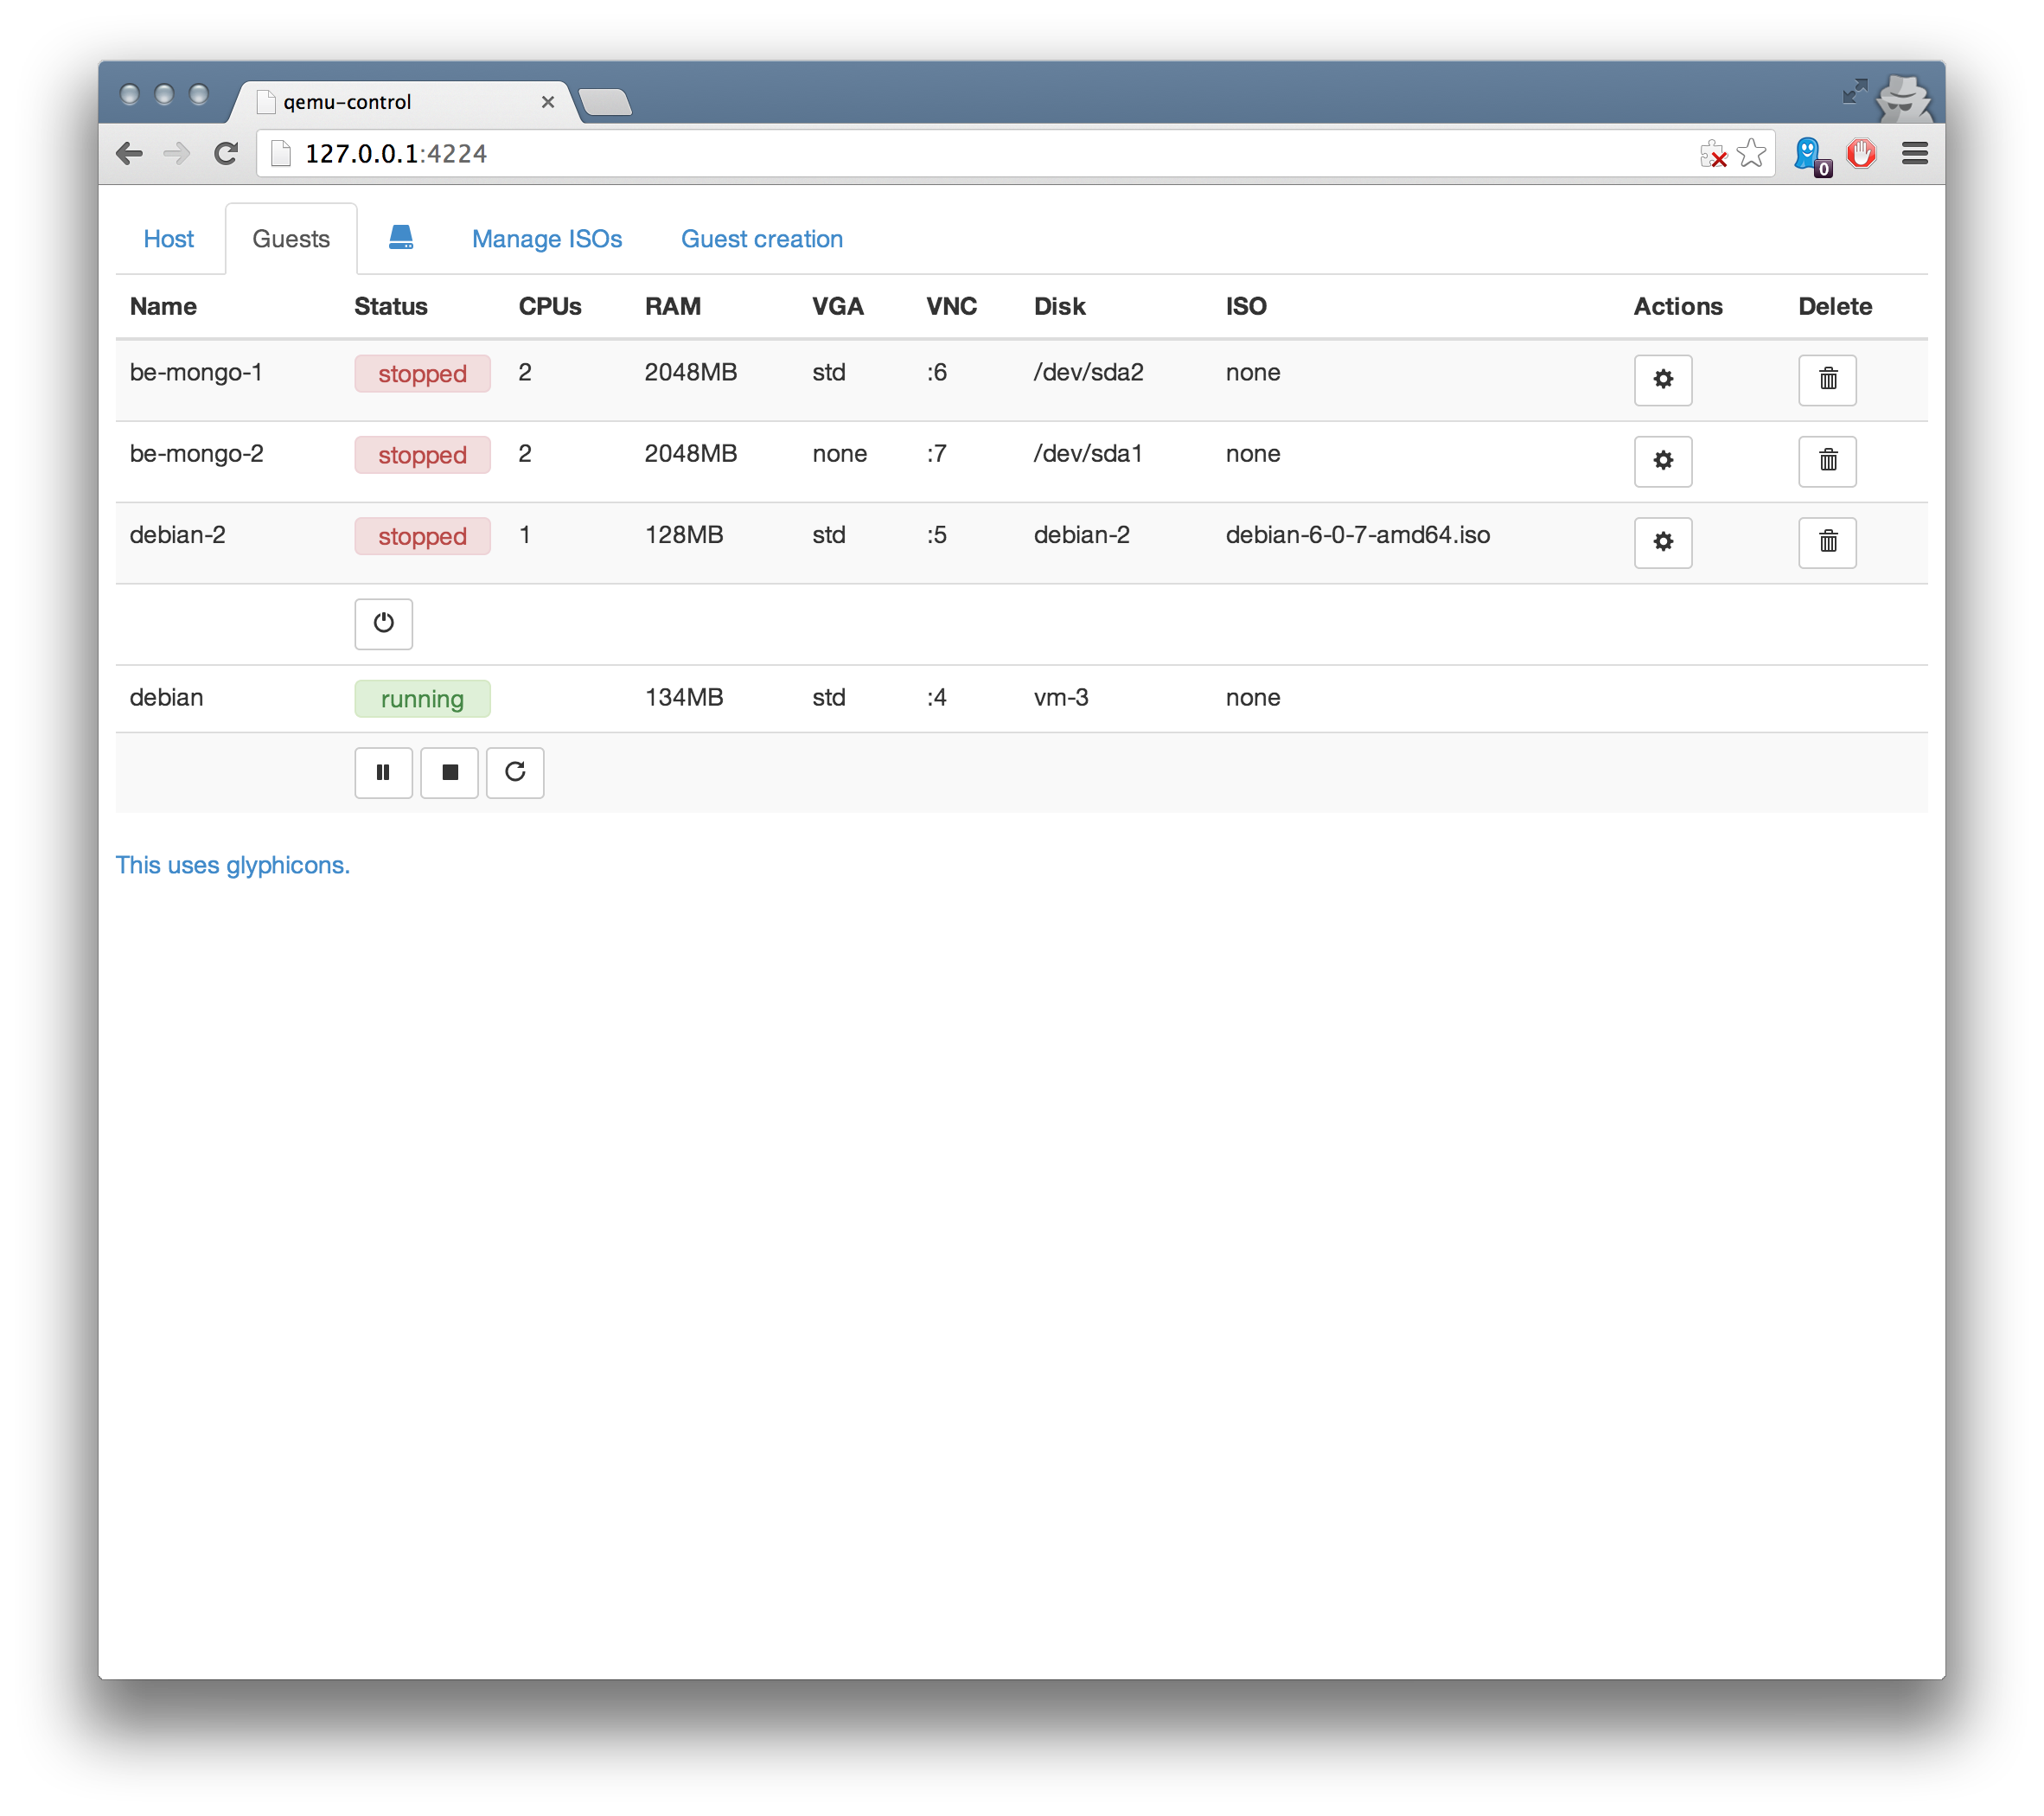 qemu-control
127.0.0.1:4224
0
Host Guests Manage ISOs Guest creation
Name Status CPUs RAM VGA VNC Disk ISO Actions Delete
be-mongo-1 stopped 2 2048MB std :6 /dev/sda2 none
be-mongo-2 stopped 2 2048MB none :7 /dev/sda1 none
debian-2 stopped 1 128MB std :5 debian-2 debian-6-0-7-amd64.iso
debian running 134MB std :4 vm-3 none
This uses glyphicons.